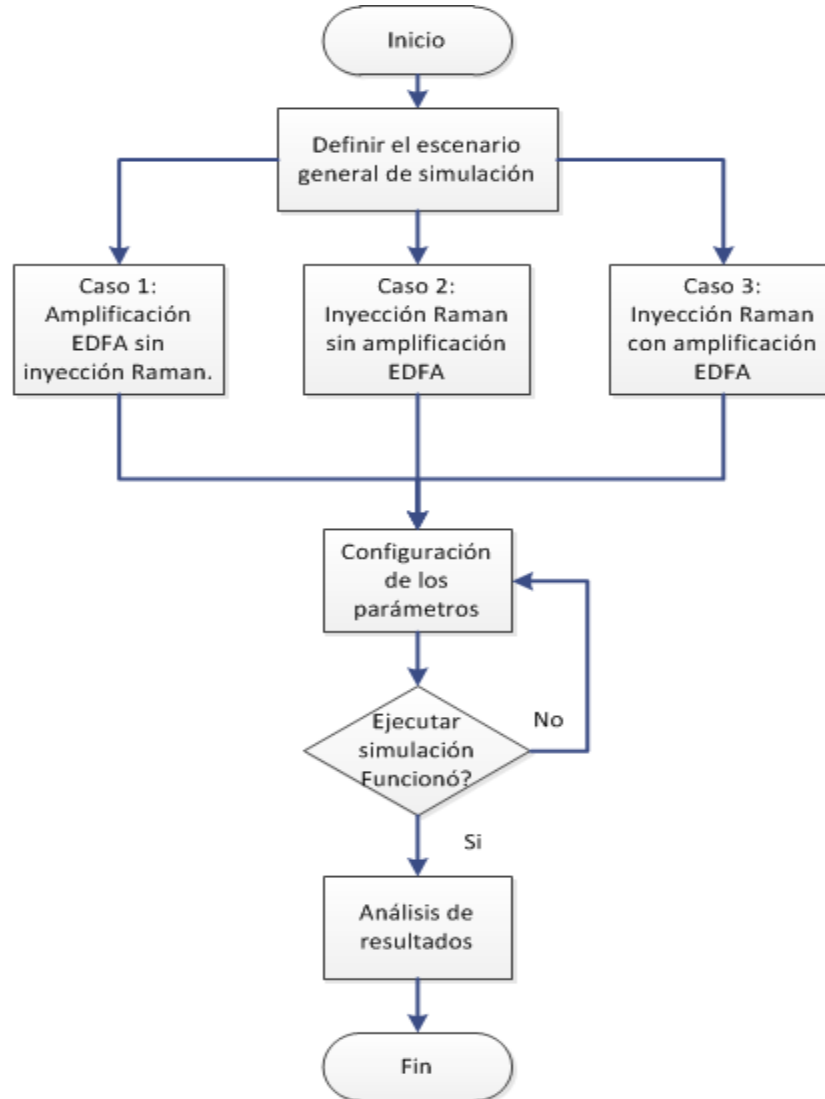 Inicio
Definir el escenario
general de simulación
Caso 1:
Amplificación
EDFA sin
inyección Raman.
Caso 2:
Inyección Raman
sin amplificación
EDFA
Caso 3:
Inyección Raman
con amplificación
EDFA
Configuración
de los
parámetros
Ejecutar
simulación
Funcionó?
No
Si
Análisis de
resultados
Fin